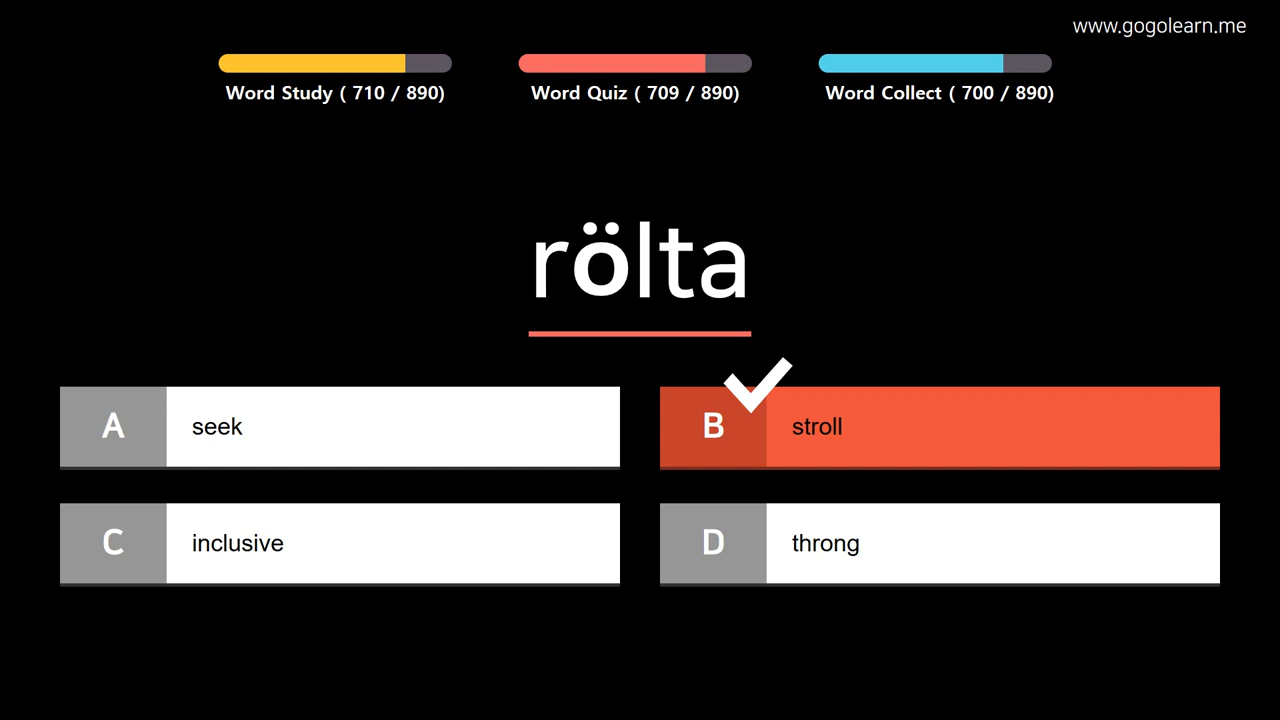 www.gogolearn.me
Word Study ( 710 / 890)
Word Quiz ( 709 / 890)
Word Collect ( 700 / 890)
rölta
A seek
B stroll
C inclusive
D throng